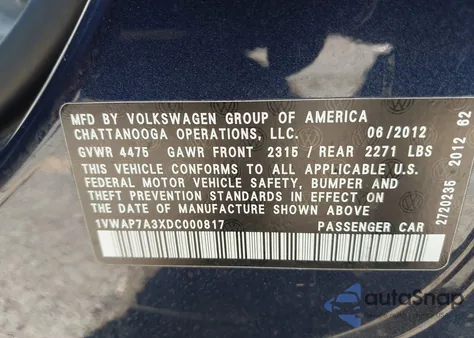 MFD BY VOLKSWAGEN GROUP OF AMERICA
CHATTANOOGA OPERATIONS, LLC. 06/2012
GVWR 4475 GAWR FRONT 2315 / REAR 2271 LBS
THIS VEHICLE CONFORMS TO ALL APPLICABLE U.S.
FEDERAL MOTOR VEHICLE SAFETY, BUMPER AND
THEFT PREVENTION STANDARDS IN EFFECT ON THE
DATE OF MANUFACTURE SHOWN ABOVE
1VWAP7A3XDC000817 PASSENGER CAR
2720235 2012 62
autoSnap